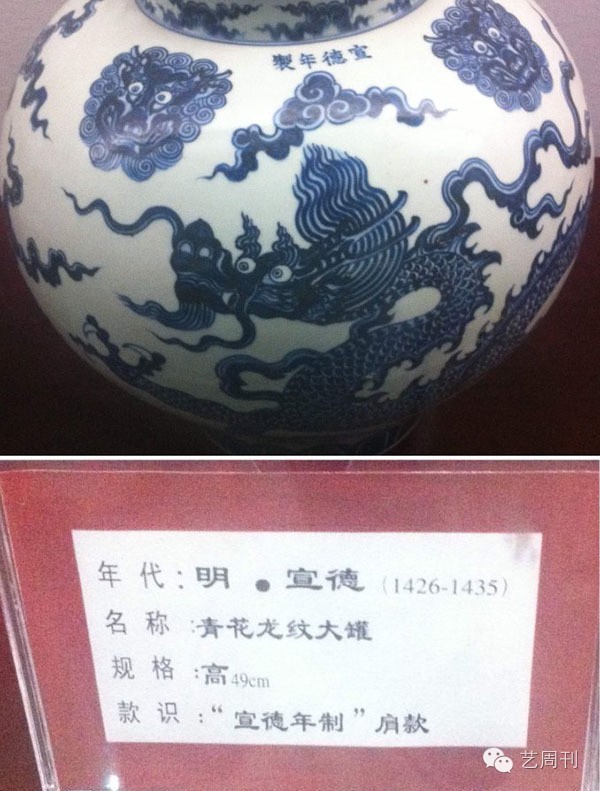 宣德年製
年代：明·宣德（1426-1435）
名称：青花龙纹大罐
规格：高49cm
款识：“宣德年制”肩款
艺周刊